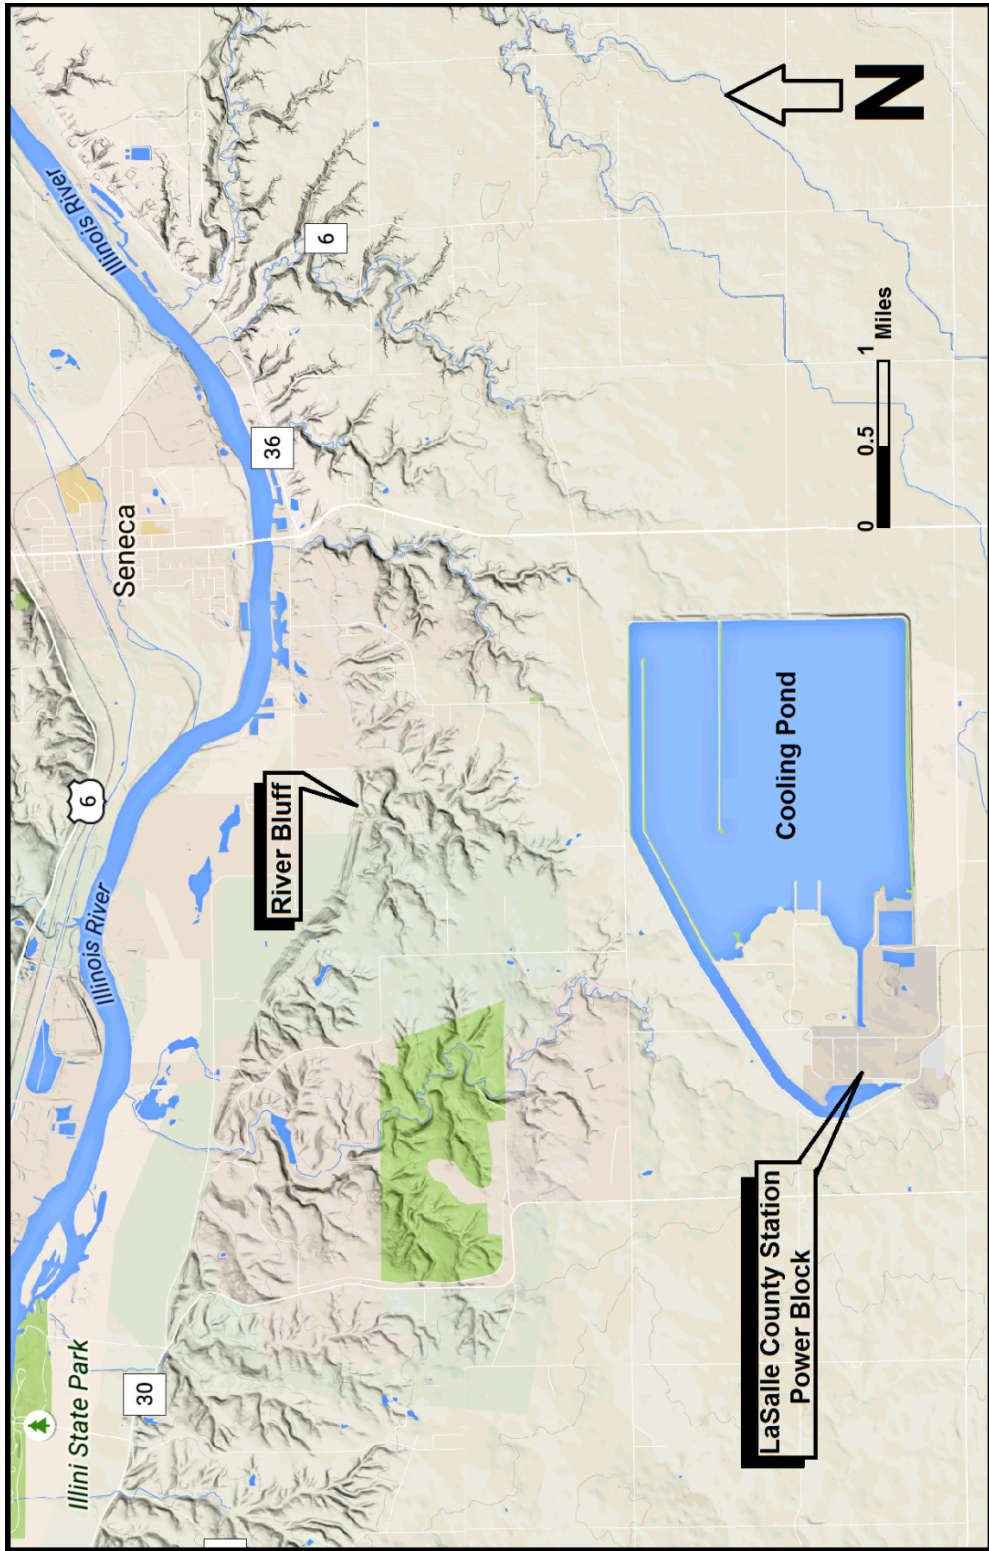 Illinois River
6
36
Seneca
6
Illinois River
River Bluff
30
Illini State Park
N
0 0.5 1
Miles
Cooling Pond
LaSalle County Station
Power Block